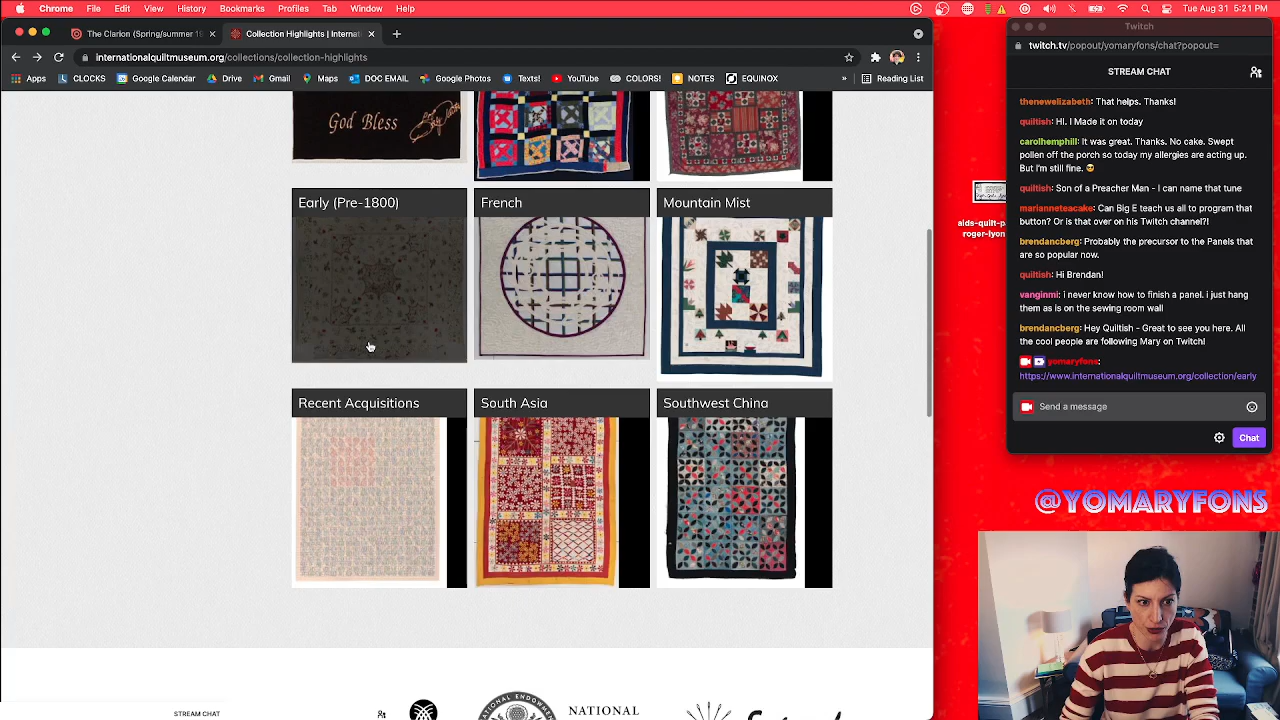 Chrome File Edit View History Bookmarks Profiles Tab Window Help
Tue Aug 31 5:21 PM
The Clarion (Spring/summer 19
Collection Highlights | Internat
internationalquiltmuseum.org/collections/collection-highlights
Apps CLOCKS Google Calendar Drive Gmail Maps DOC EMAIL Google Photos Texts! YouTube COLORS! NOTES EQUINOX » Reading List
God Bless
Early (Pre-1800) French Mountain Mist
Recent Acquisitions South Asia Southwest China
STREAM CHAT
NATIONAL
aids-quilt-p
roger-lyon
Twitch
twitch.tv/popout/yomaryfons/chat?popout=
STREAM CHAT
thenewelizabeth: That helps. Thanks!
quiltish: HI. I Made it on today
carolhemphill: It was great. Thanks. No cake. Swept
pollen off the porch so today my allergies are acting up.
But I'm still fine. 😎
quiltish: Son of a Preacher Man - I can name that tune
marianneteacake: Can Big E teach us all to program that
button? Or is that over on his Twitch channel?!
brendancberg: Probably the precursor to the Panels that
are so popular now.
quiltish: Hi Brendan!
vanginmi: i never know how to finish a panel. i just hang
them as is on the sewing room wall
brendancberg: Hey Quiltish - Great to see you here. All
the cool people are following Mary on Twitch!
yomaryfons:
https://www.internationalquiltmuseum.org/collection/early
Send a message
Chat
@YOMARYFONS